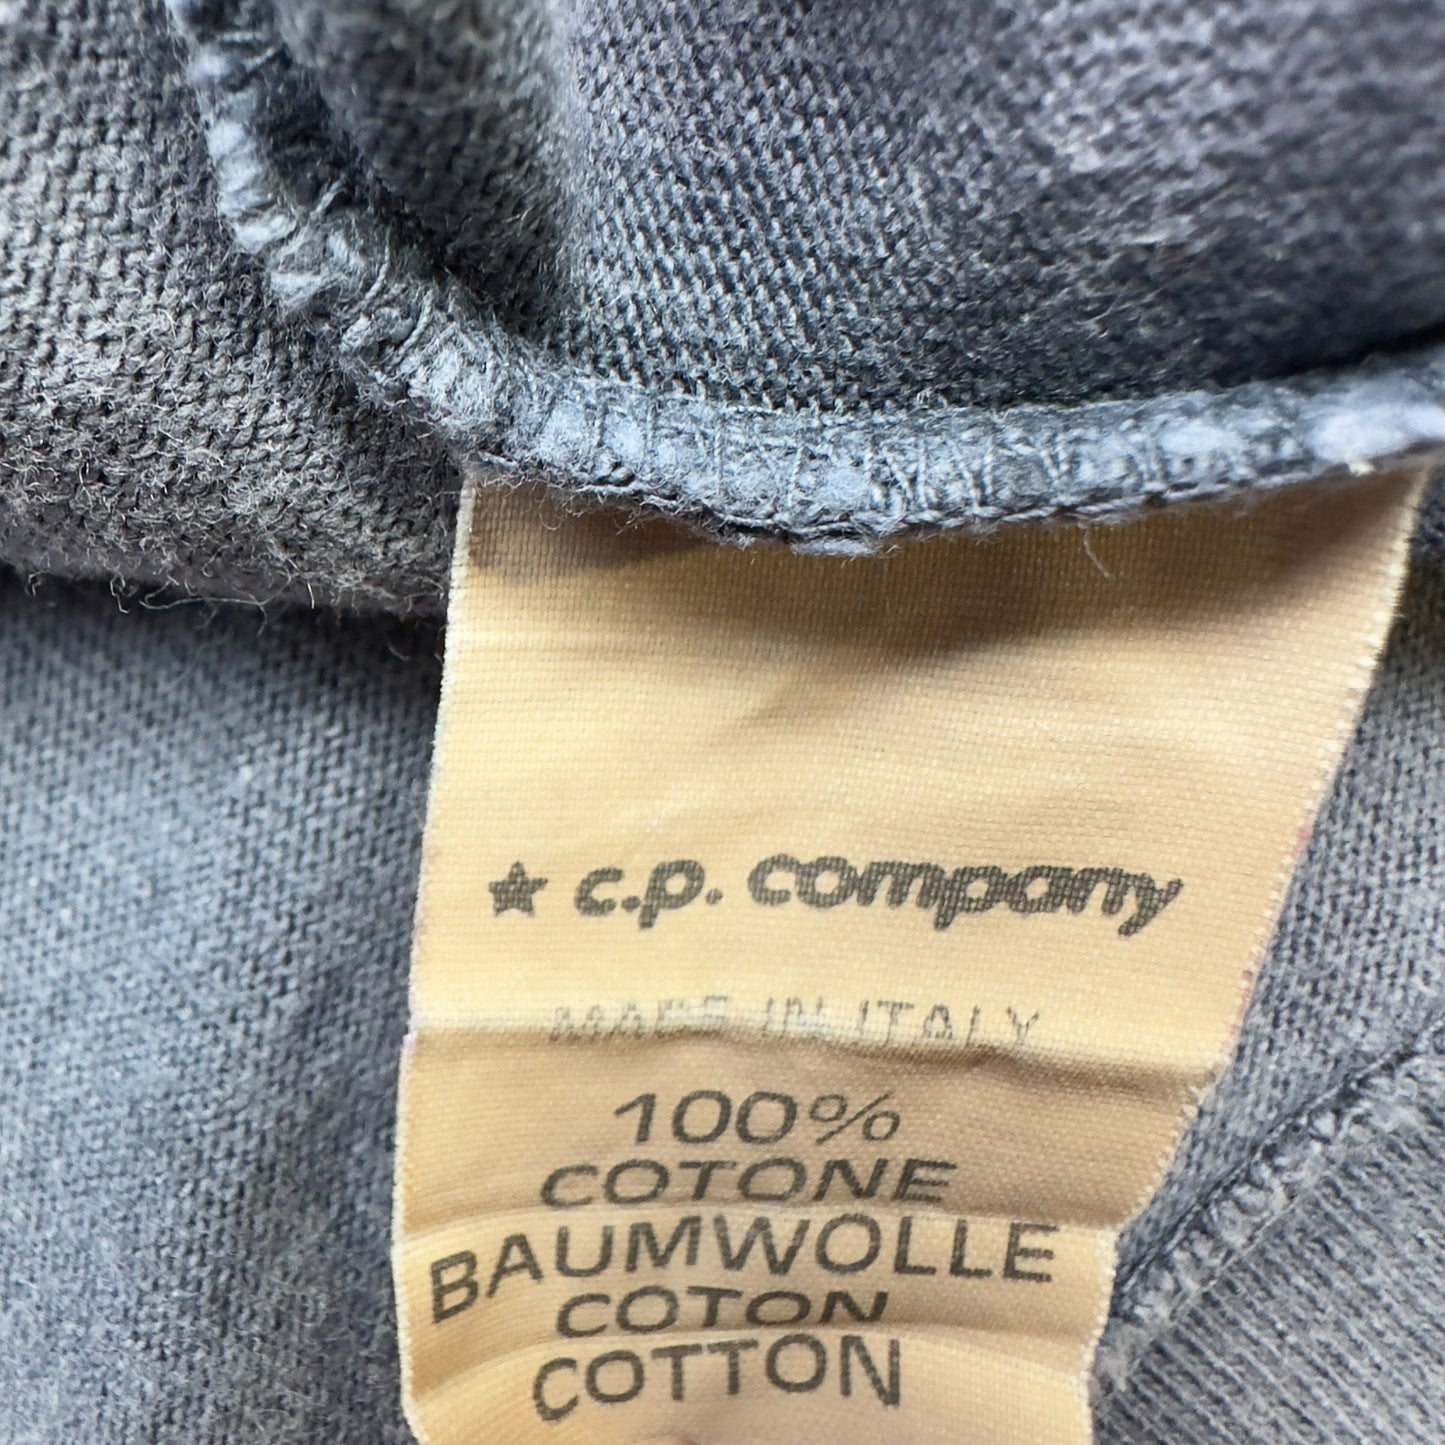 ★ c.p. company
MADE IN ITALY
100%
COTONE
BAUMWOLLE
COTON
COTTON